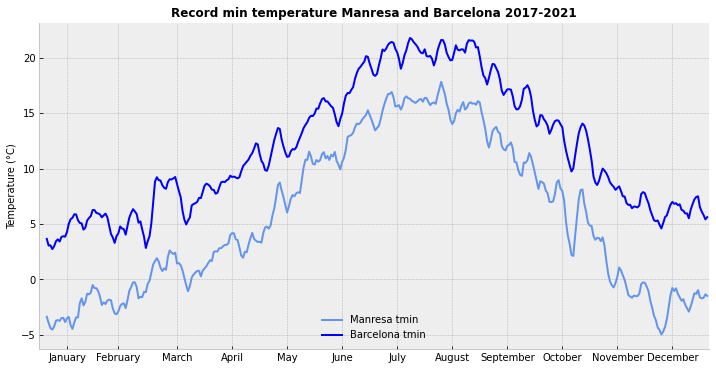 Record min temperature Manresa and Barcelona 2017-2021
Temperature (°C)
20
15
10
5
0
−5
Manresa tmin
Barcelona tmin
January February March April May June July August September October November December